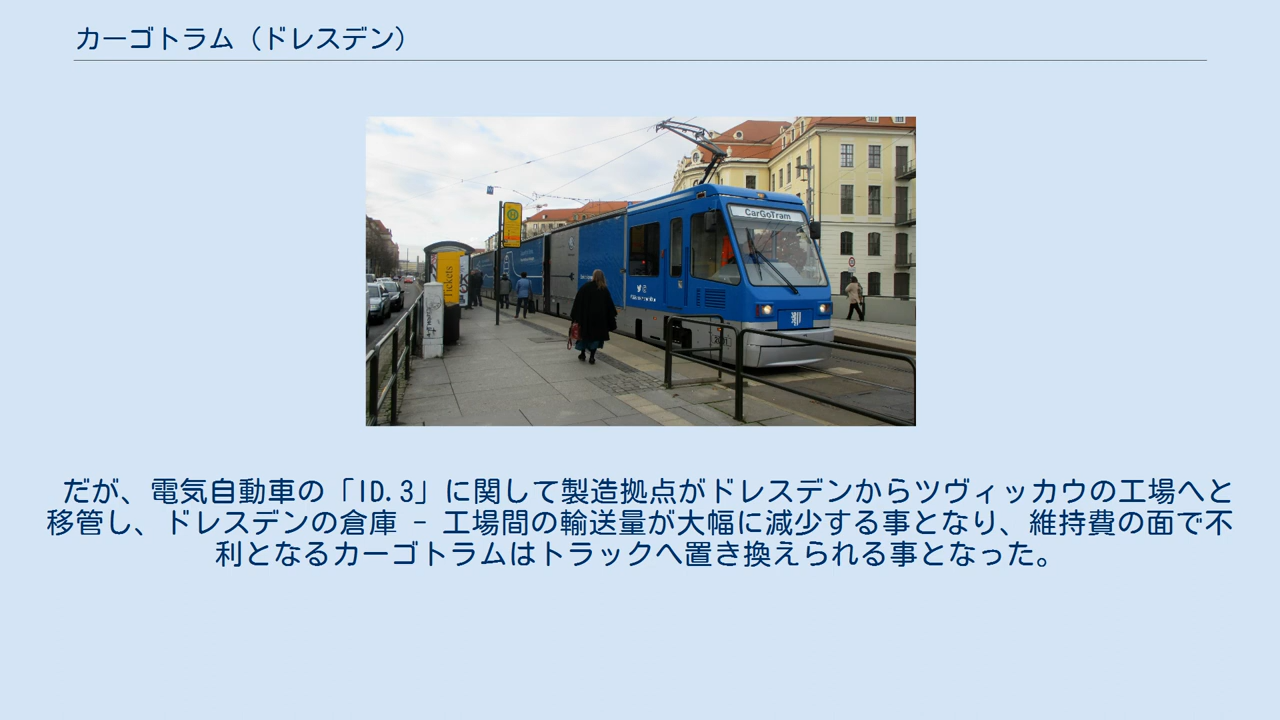 カーゴトラム（ドレスデン）
CarGoTram
H
Tickets
だが、電気自動車の「ID.3」に関して製造拠点がドレスデンからツヴィッカウの工場へと
移管し、ドレスデンの倉庫 - 工場間の輸送量が大幅に減少する事となり、維持費の面で不
利となるカーゴトラムはトラックへ置き換えられる事となった。